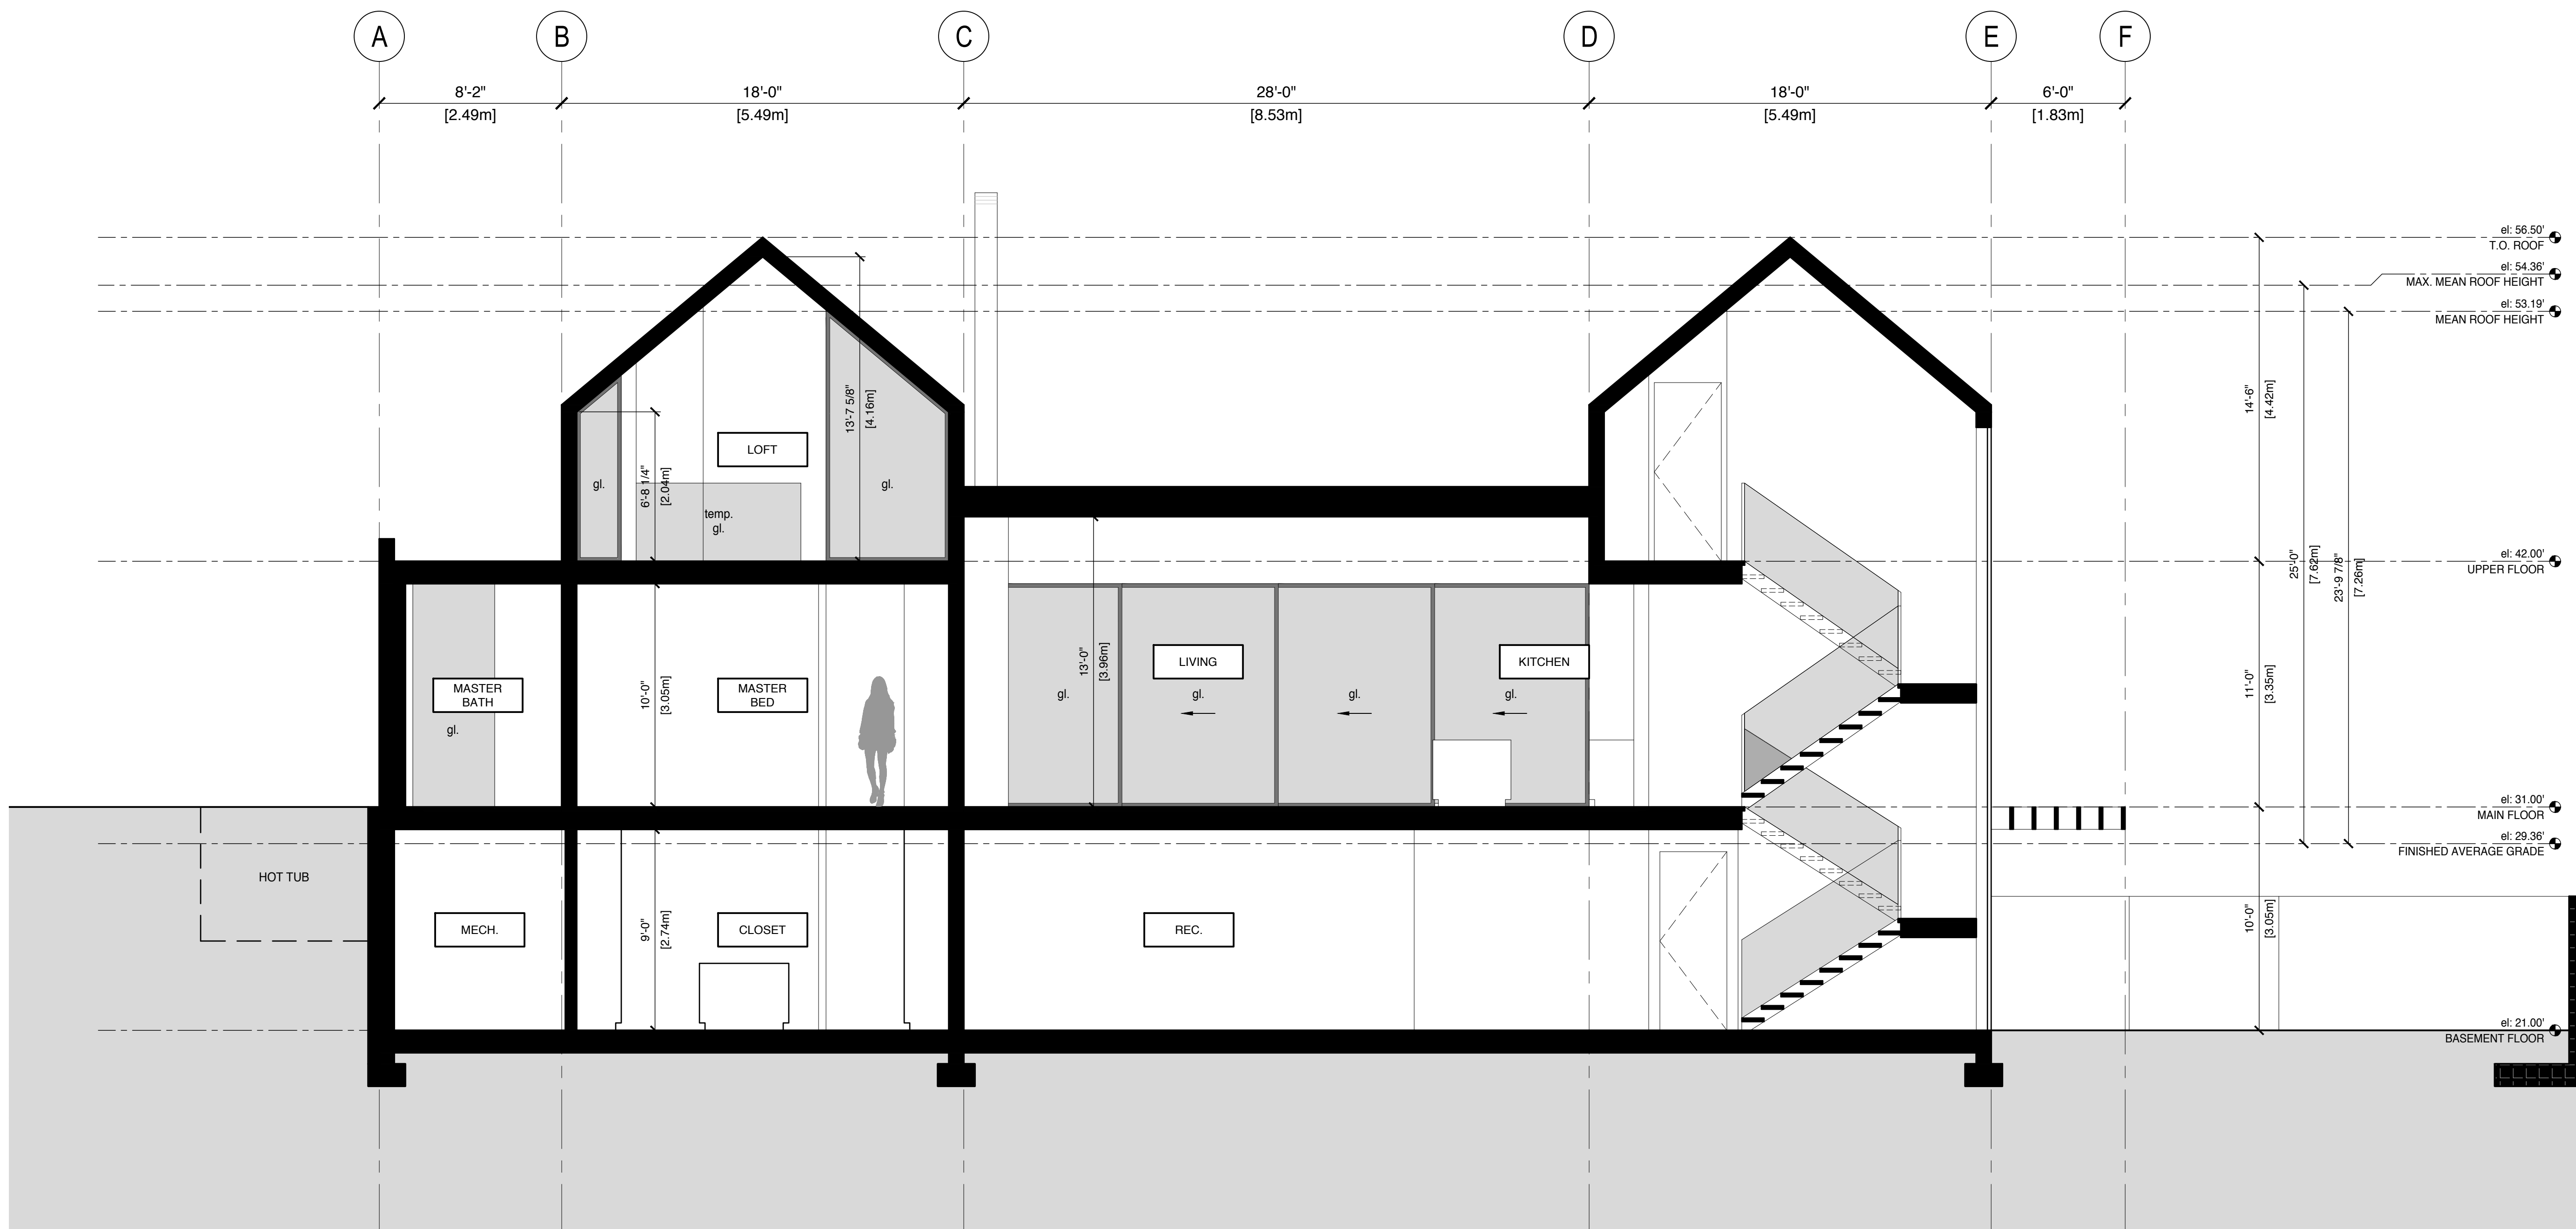 A
B
C
D
E
F
8'-2"
[2.49m]
18'-0"
[5.49m]
28'-0"
[8.53m]
18'-0"
[5.49m]
6'-0"
[1.83m]
el: 56.50'
T.O. ROOF
el: 54.36'
MAX. MEAN ROOF HEIGHT
el: 53.19'
MEAN ROOF HEIGHT
14'-6"
[4.42m]
13'-7 5/8"
[4.16m]
LOFT
6'-8 1/4"
[2.04m]
gl.
gl.
temp.
gl.
el: 42.00'
UPPER FLOOR
25'-0"
[7.62m]
23'-9 7/8"
[7.26m]
MASTER
BATH
gl.
10'-0"
[3.05m]
MASTER
BED
13'-0"
[3.96m]
LIVING
KITCHEN
gl.
gl.
gl.
gl.
11'-0"
[3.35m]
el: 31.00'
MAIN FLOOR
el: 29.36'
FINISHED AVERAGE GRADE
HOT TUB
MECH.
9'-0"
[2.74m]
CLOSET
REC.
10'-0"
[3.05m]
el: 21.00'
BASEMENT FLOOR